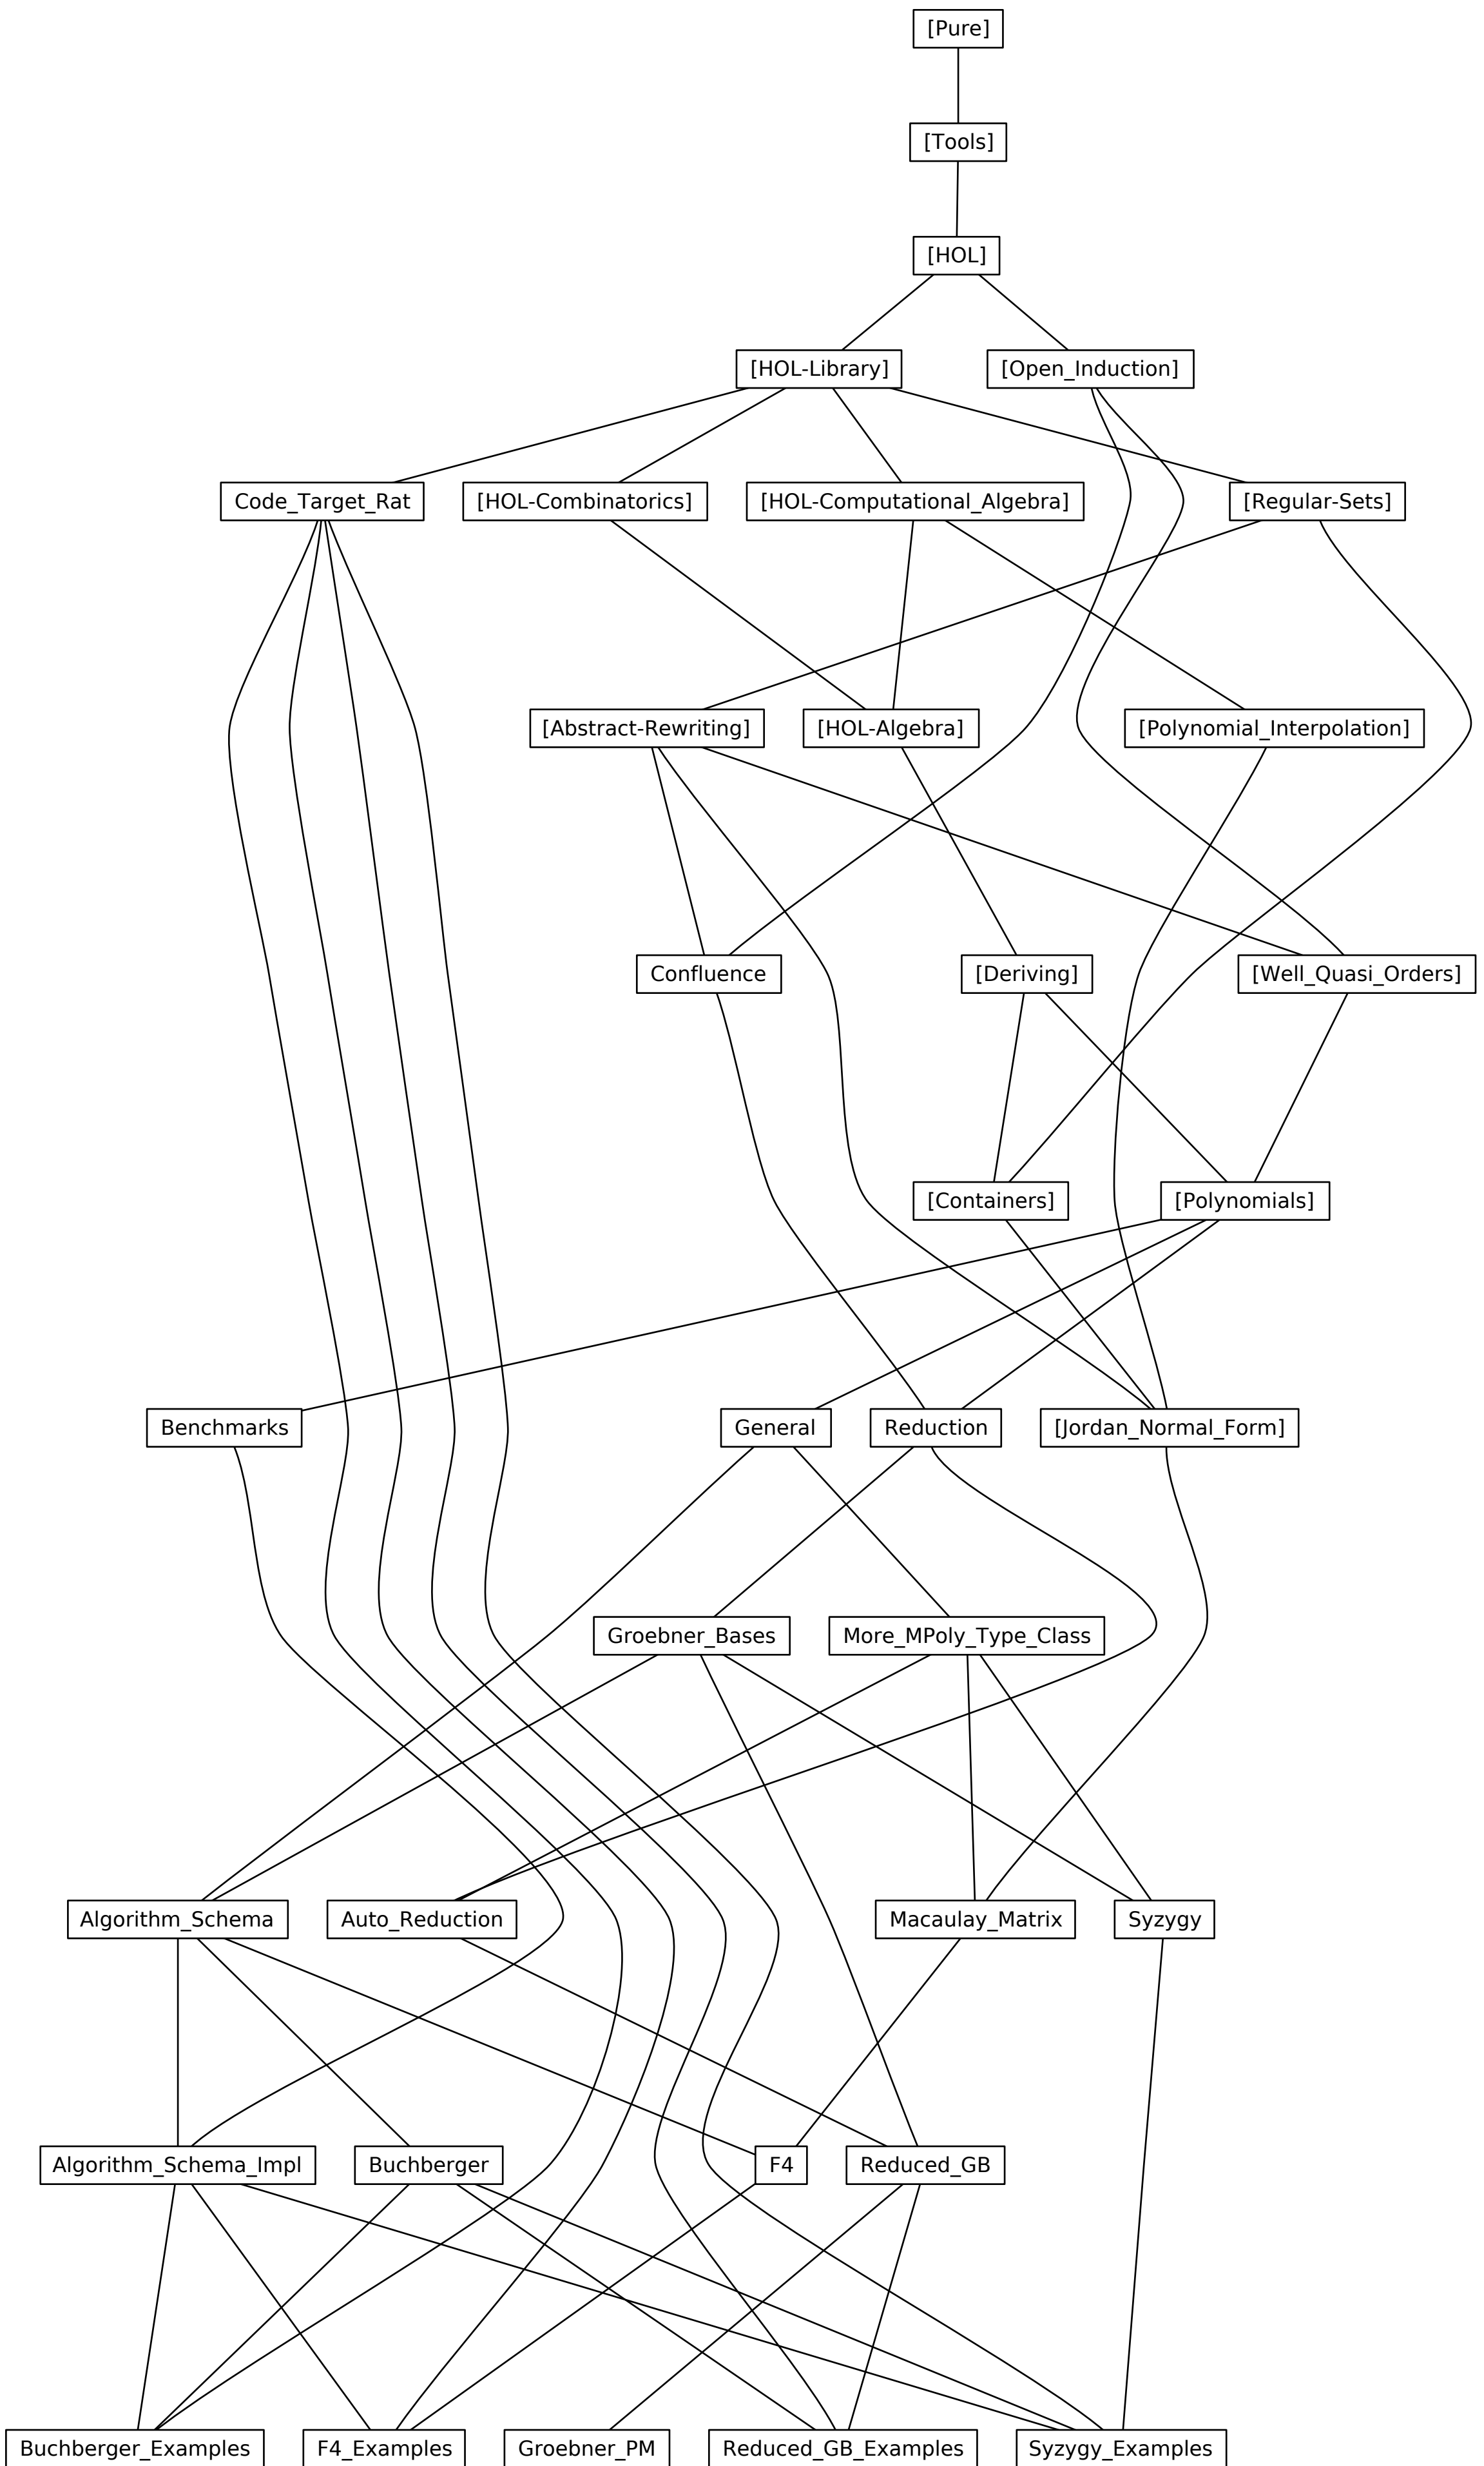 [Pure]
[Tools]
[HOL]
[HOL-Library]
[Open_Induction]
Code_Target_Rat
[HOL-Combinatorics]
[HOL-Computational_Algebra]
[Regular-Sets]
[Abstract-Rewriting]
[HOL-Algebra]
[Polynomial_Interpolation]
Confluence
[Deriving]
[Well_Quasi_Orders]
[Containers]
[Polynomials]
Benchmarks
General
Reduction
[Jordan_Normal_Form]
Groebner_Bases
More_MPoly_Type_Class
Algorithm_Schema
Auto_Reduction
Macaulay_Matrix
Syzygy
Algorithm_Schema_Impl
Buchberger
F4
Reduced_GB
Buchberger_Examples
F4_Examples
Groebner_PM
Reduced_GB_Examples
Syzygy_Examples